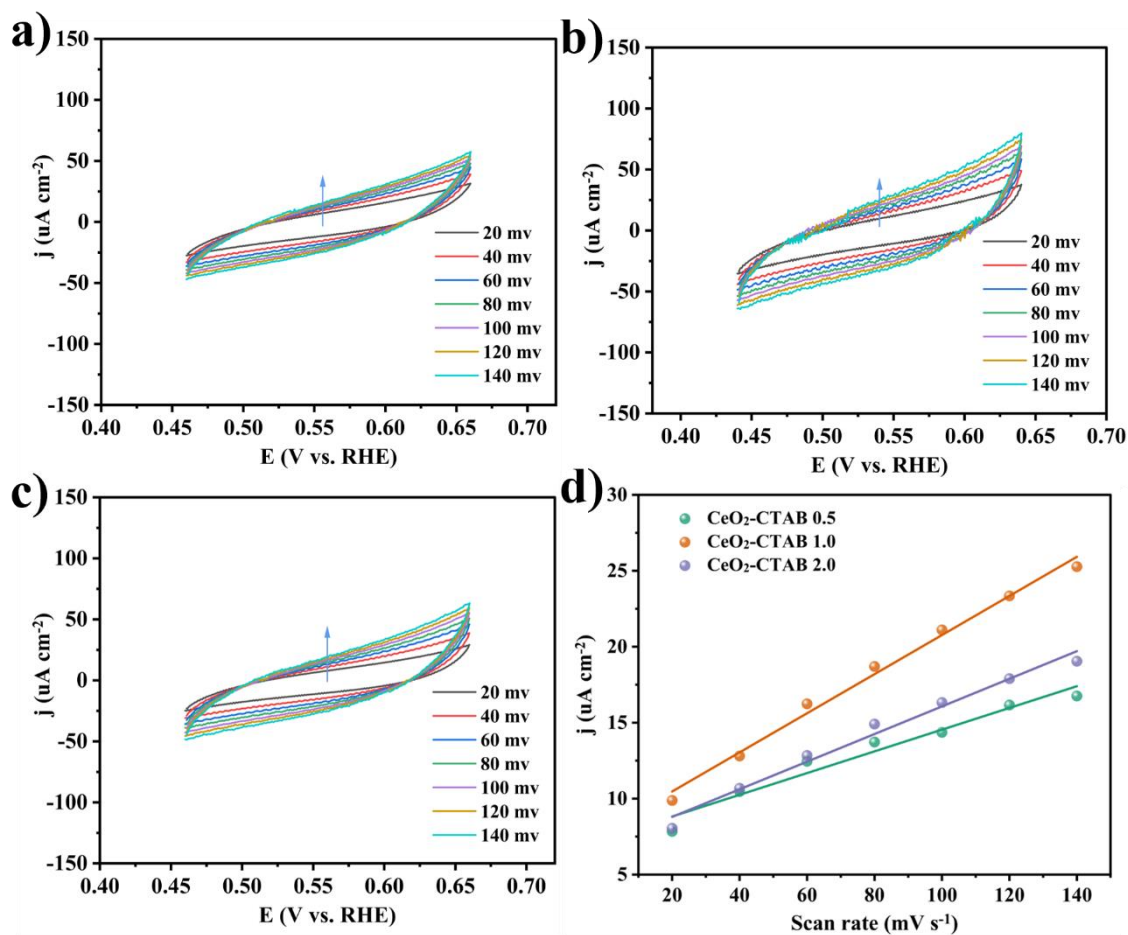 a)
150
100
50
0
-50
-100
-150
j (uA cm-2)
20 mv
40 mv
60 mv
80 mv
100 mv
120 mv
140 mv
0.40 0.45 0.50 0.55 0.60 0.65 0.70
E (V vs. RHE)
b)
150
100
50
0
-50
-100
-150
j (uA cm-2)
20 mv
40 mv
60 mv
80 mv
100 mv
120 mv
140 mv
0.40 0.45 0.50 0.55 0.60 0.65 0.70
E (V vs. RHE)
c)
150
100
50
0
-50
-100
-150
j (uA cm-2)
20 mv
40 mv
60 mv
80 mv
100 mv
120 mv
140 mv
0.40 0.45 0.50 0.55 0.60 0.65 0.70
E (V vs. RHE)
d)
30
25
20
15
10
5
j (uA cm-2)
CeO2-CTAB 0.5
CeO2-CTAB 1.0
CeO2-CTAB 2.0
20 40 60 80 100 120 140
Scan rate (mV s-1)